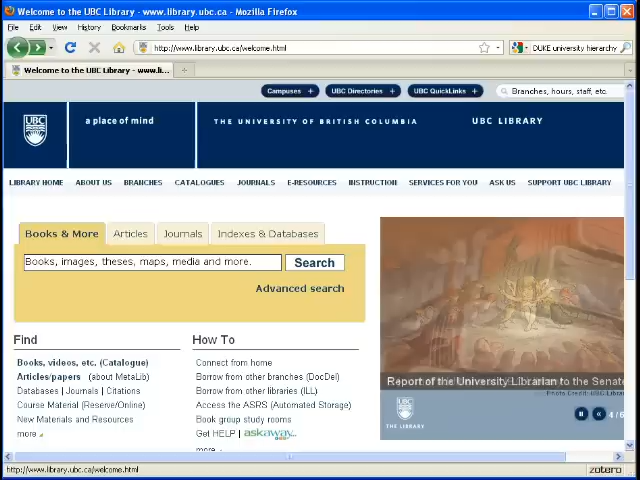 Welcome to the UBC Library - www.library.ubc.ca - Mozilla Firefox
File Edit View History Bookmarks Tools Help
http://www.library.ubc.ca/welcome.html
DUKE university hierarchy
Welcome to the UBC Library - www.li...
Campuses +
UBC Directories +
UBC QuickLinks +
Branches, hours, staff, etc.
UBC
a place of mind
THE UNIVERSITY OF BRITISH COLUMBIA
UBC LIBRARY
LIBRARY HOME ABOUT US BRANCHES CATALOGUES JOURNALS E-RESOURCES INSTRUCTION SERVICES FOR YOU ASK US SUPPORT UBC LIBRARY
Books & More Articles Journals Indexes & Databases
Books, images, theses, maps, media and more.
Search
Advanced search
Find
Books, videos, etc. (Catalogue)
Articles/papers (about MetaLib)
Databases | Journals | Citations
Course Material (Reserve/Online)
New Materials and Resources
more
How To
Connect from home
Borrow from other branches (DocDel)
Borrow from other libraries (ILL)
Access the ASRS (Automated Storage)
Book group study rooms
Get HELP | askaway
more
Report of the University Librarian to the Senate
Photo Credit: UBC Librar
UBC
THE LIBRARY
4/6
http://www.library.ubc.ca/welcome.html
zotero